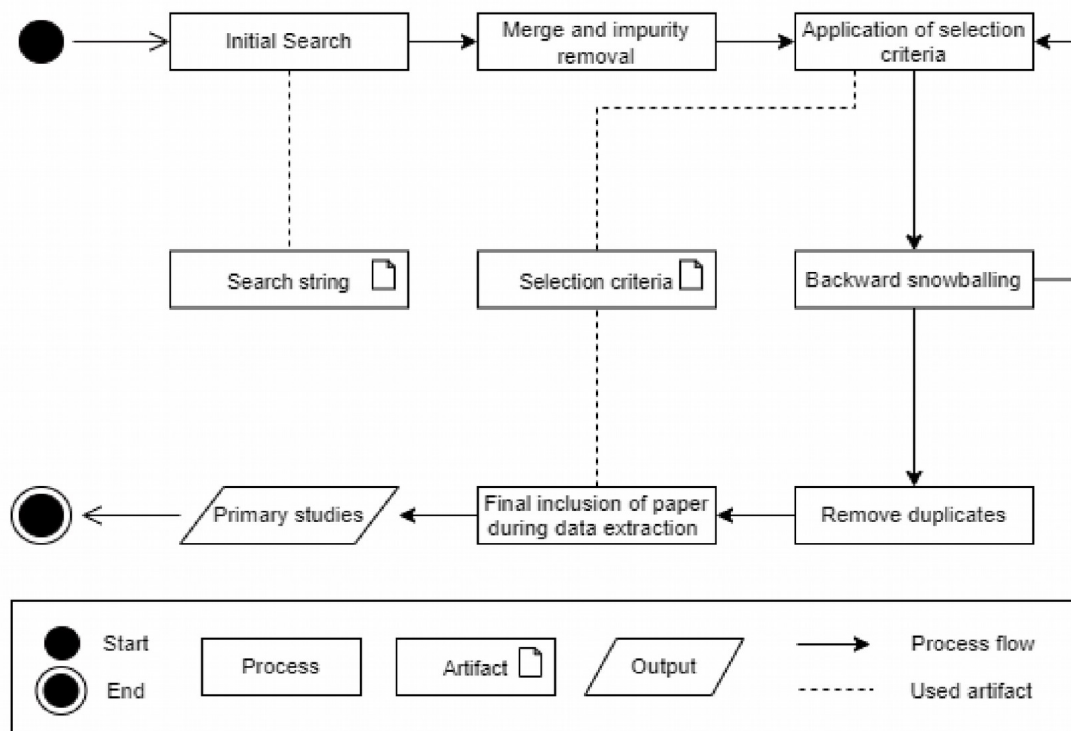 Initial Search
Merge and impurity
removal
Application of selection
criteria
Search string
Selection criteria
Backward snowballing
Primary studies
Final inclusion of paper
during data extraction
Remove duplicates
Start
End
Process
Artifact
Output
Process flow
Used artifact